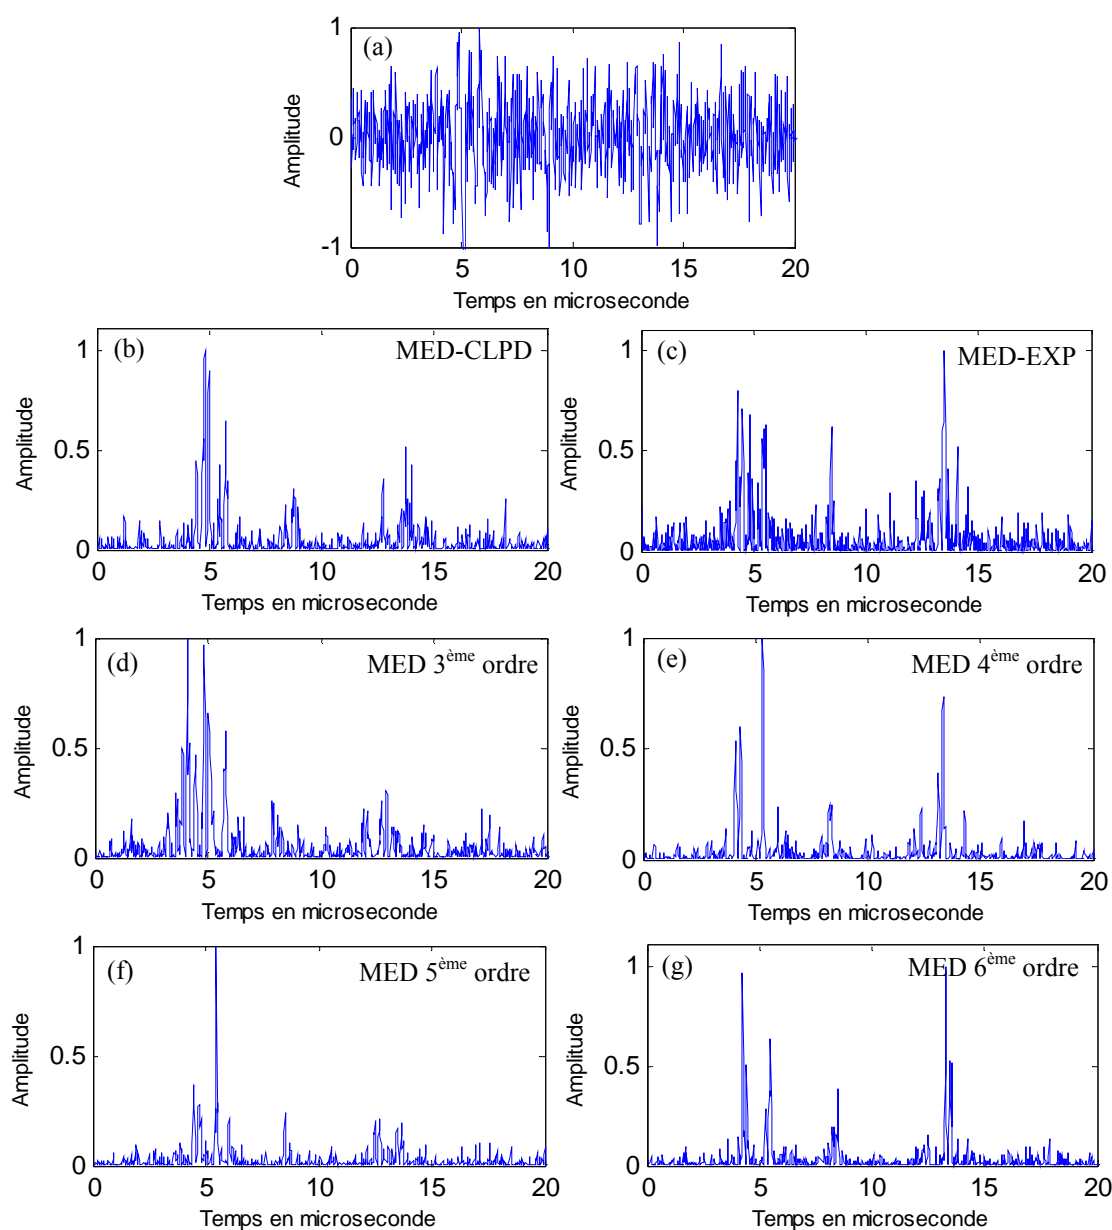 (a)
1
0
-1
Amplitude
0 5 10 15 20
Temps en microseconde
(b) MED-CLPD
1
0.5
0
Amplitude
0 5 10 15 20
Temps en microseconde
(c) MED-EXP
1
0.5
0
Amplitude
0 5 10 15 20
Temps en microseconde
(d) MED 3ème ordre
1
0.5
0
Amplitude
0 5 10 15 20
Temps en microseconde
(e) MED 4ème ordre
1
0.5
0
Amplitude
0 5 10 15 20
Temps en microseconde
(f) MED 5ème ordre
1
0.5
0
Amplitude
0 5 10 15 20
Temps en microseconde
(g) MED 6ème ordre
1
0.5
0
Amplitude
0 5 10 15 20
Temps en microseconde